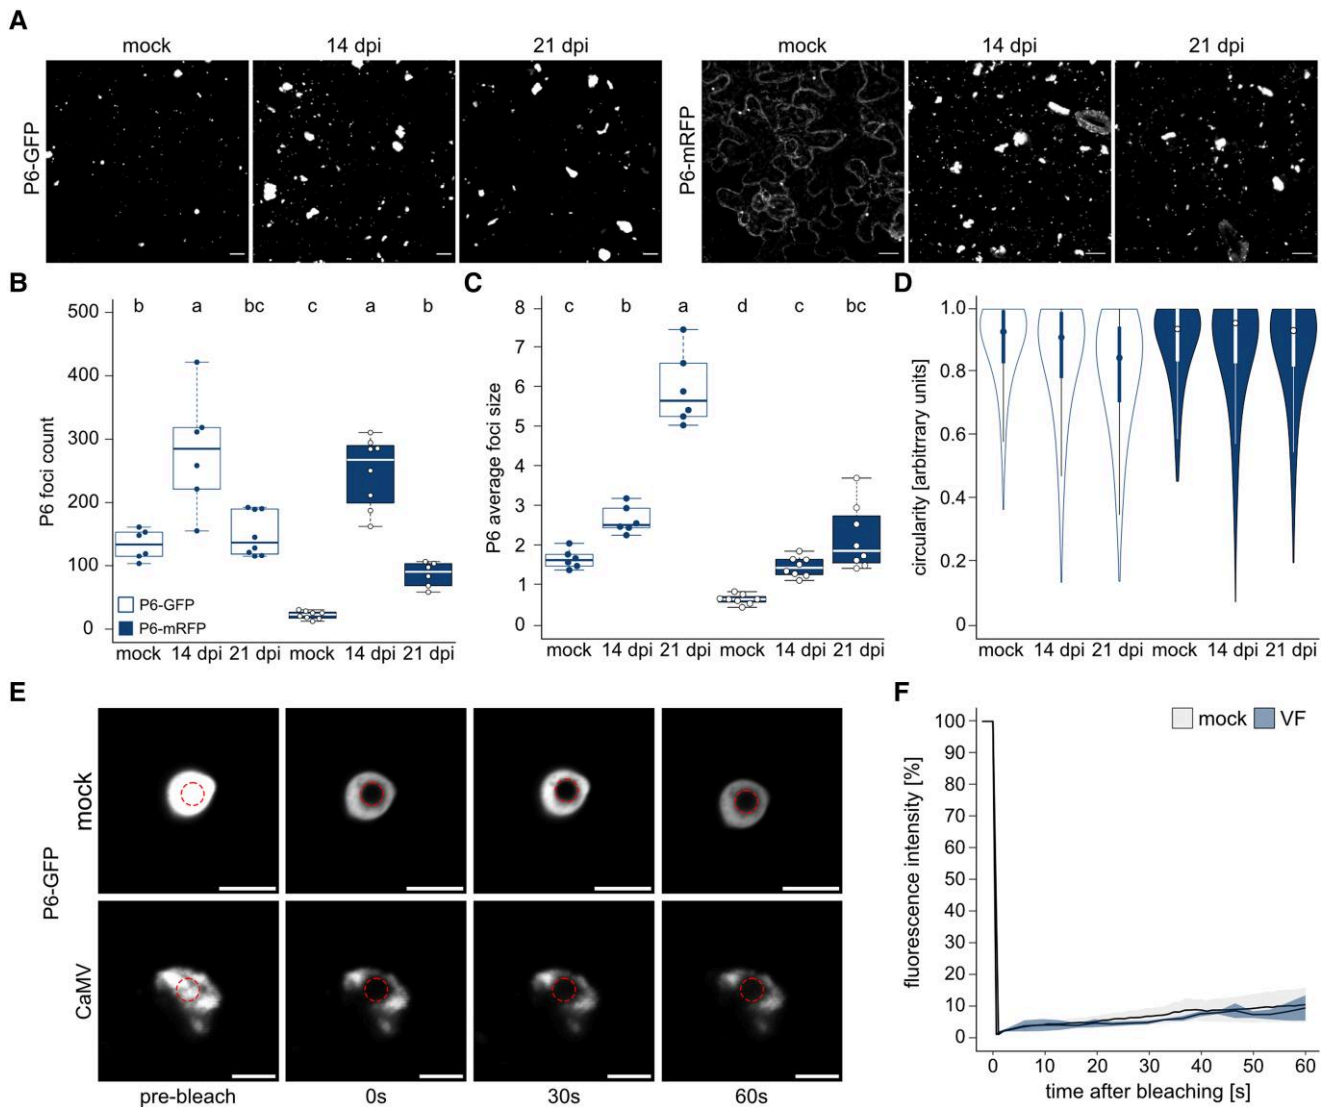 A
mock 14 dpi 21 dpi mock 14 dpi 21 dpi
P6-GFP
P6-mRFP
B
P6 foci count
500
400
300
200
100
0
b a bc c a b
P6-GFP
P6-mRFP
mock 14 dpi 21 dpi mock 14 dpi 21 dpi
C
P6 average foci size
8
7
6
5
4
3
2
1
0
c b a d c bc
mock 14 dpi 21 dpi mock 14 dpi 21 dpi
D
circularity [arbitrrary units]
1.0
0.8
0.6
0.4
0.2
0
mock 14 dpi 21 dpi mock 14 dpi 21 dpi
E
P6-GFP
mock
CaMV
pre-bleach 0s 30s 60s
F
fluorescence intensity [%]
100
90
80
70
60
50
40
30
20
10
0
mock VF
0 10 20 30 40 50 60
time after bleaching [s]